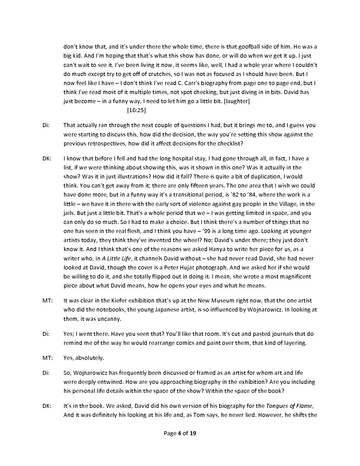 don't know that, and it's under there the whole time, there is that goofball side of him. He was a
big kid. And I'm hoping that that's what this show has done, or will do when we get it up. I just
can't wait to see it. I've been living it now, it seems like, well, I had a whole year where I couldn't
do much except try to get off of crutches, so I was not as focused as I should have been. But I
now feel like I have – I don't think I've read C. Carr's biography from page one to page end, but I
think I've read most of it multiple times, not spot checking, but just diving in in bits. David has
just become – in a funny way, I need to let him go a little bit. [laughter]
[16:25]
Di: That actually ran through the next couple of questions I had, but it brings me to, and I guess you
were starting to discuss this, how did the decision, the way you're setting this show against the
previous retrospectives, how did it affect decisions for the checklist?
DK: I know that before I fell and had the long hospital stay, I had gone through all, in fact, I have a
list, if we were thinking about showing this, was it shown in this one? Was it actually in the
show? Was it in just illustrations? How did it fall? There is quite a bit of duplication, I would
think. You can't get away from it; there are only fifteen years. The one area that I wish we could
have done more, but in a funny way it's a transitional period, is '82 to '84, where the work is a
little – we have it in there with the early sort of violence against gay people in the Village, in the
jails. But just a little bit. That's a whole period that we – I was getting limited in space, and you
can only do so much. So I had to make a choice. But I think there's a number of things that no
one has seen in the real flesh, and I think you have – '99 is a long time ago. Looking at younger
artists today, they think they've invented the wheel? No; David's under there; they just don't
know it. And I think that's one of the reasons we asked Hanya to write her piece for us, as a
writer who, in A Little Life, it channels David without – she had never read David, she had never
looked at David, though the cover is a Peter Hujar photograph. And we asked her if she would
be willing to do it, and she totally flipped out in doing it. I mean, she wrote a most magnificent
piece about what David means, how he opens your eyes and what he means.
MT: It was clear in the Kiefer exhibition that's up at the New Museum right now, that the one artist
who did the notebooks, the young Japanese artist, is so influenced by Wojnarowicz. In looking at
them, it was uncanny.
Di: Yes; I went there. Have you seen that? You'll like that room. It's cut and pasted journals that do
remind me of the way he would rearrange comics and paint over them, that kind of layering.
MT: Yes, absolutely.
Di: So, Wojnarowicz has frequently been discussed or framed as an artist for whom art and life
were deeply entwined. How are you approaching biography in the exhibition? Are you including
his personal life details within the space of the show? Within the space of the book?
DK: It's in the book. We asked, David did his own version of his biography for the Tongues of Flame,
And it was definitely his looking at his life and, as Tom says, he never lied. However, he shifts the
Page 4 of 19